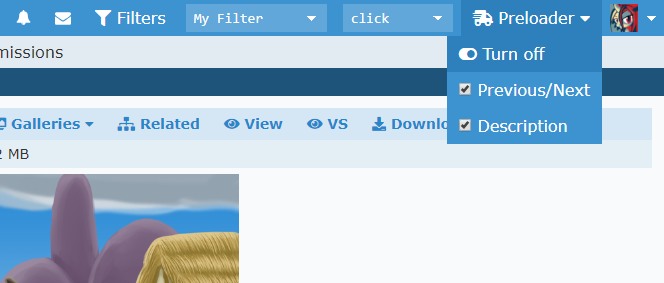 Filters My Filter click Preloader
missions
Turn off
Previous/Next
Galleries Related View VS Downlo
Description
2 MB